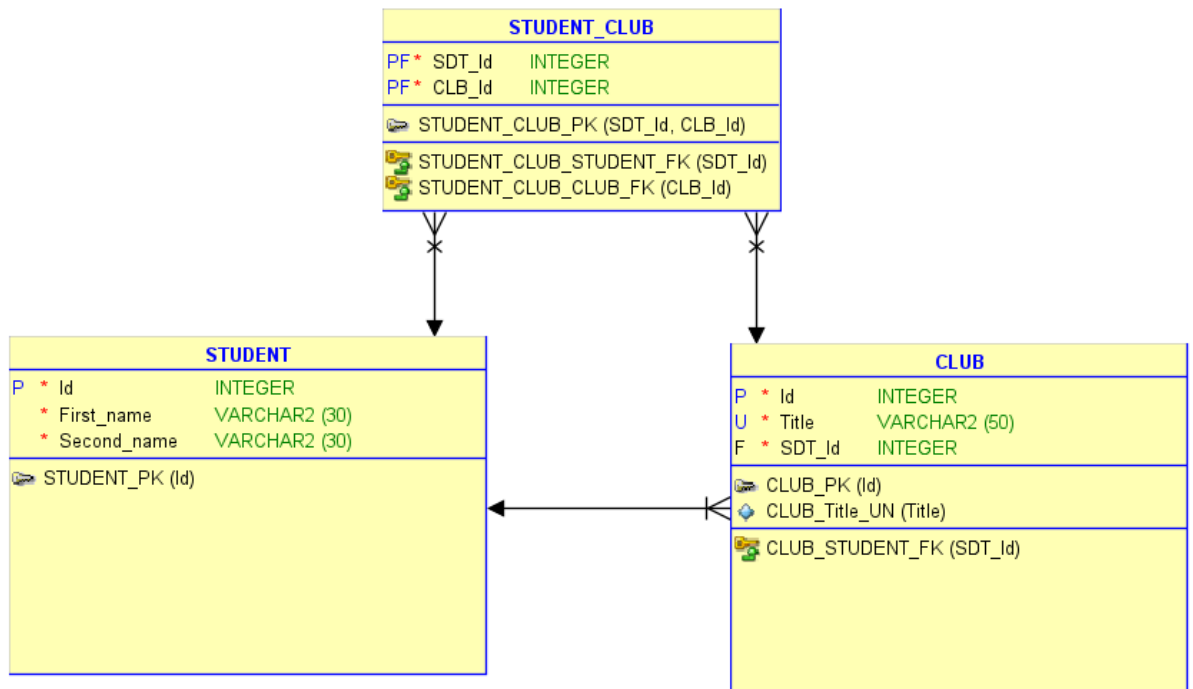 STUDENT_CLUB
PF* SDT_Id INTEGER
PF* CLB_Id INTEGER
STUDENT_CLUB_PK (SDT_Id, CLB_Id)
STUDENT_CLUB_STUDENT_FK (SDT_Id)
STUDENT_CLUB_CLUB_FK (CLB_Id)
STUDENT
P * Id INTEGER
* First_name VARCHAR2 (30)
* Second_name VARCHAR2 (30)
STUDENT_PK (Id)
CLUB
P * Id INTEGER
U * Title VARCHAR2 (50)
F * SDT_Id INTEGER
CLUB_PK (Id)
CLUB_Title_UN (Title)
CLUB_STUDENT_FK (SDT_Id)